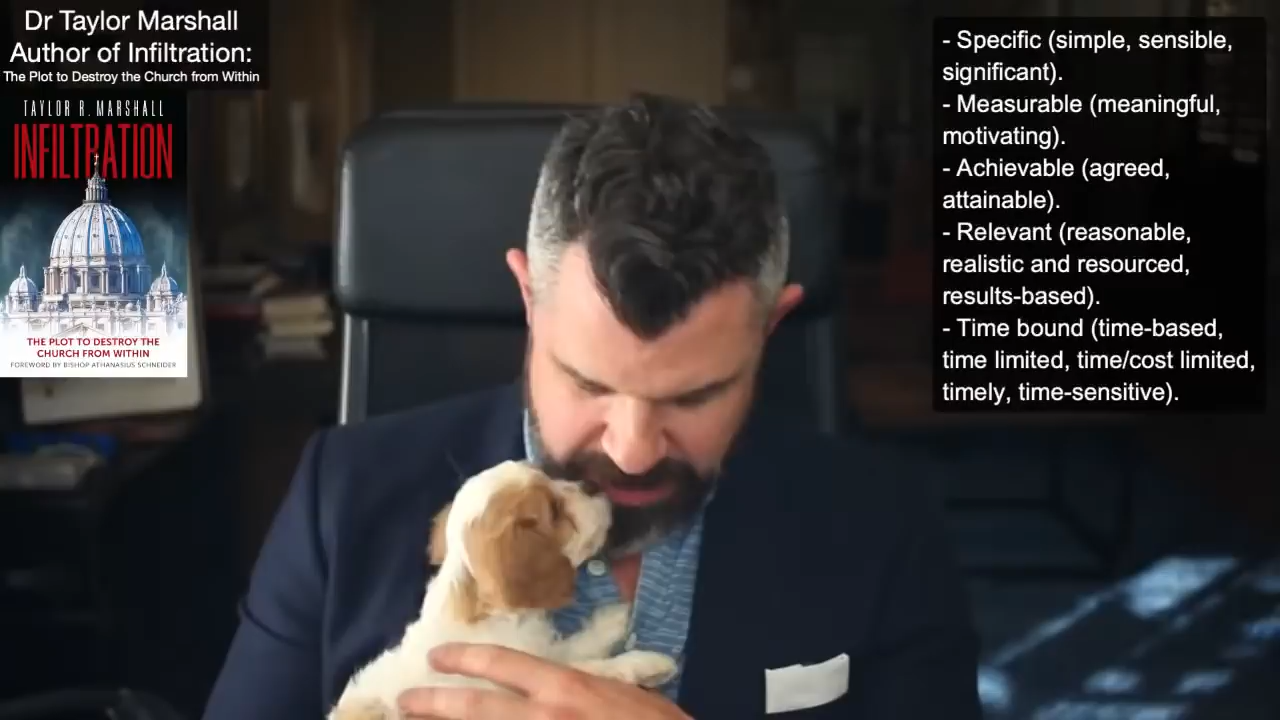 Dr Taylor Marshall
Author of Infiltration:
The Plot to Destroy the Church from Within
TAYLOR R. MARSHALL
INFILTRATION
THE PLOT TO DESTROY THE
CHURCH FROM WITHIN
FOREWORD BY BISHOP ATHANASIUS SCHNEIDER
- Specific (simple, sensible,
significant).
- Measurable (meaningful,
motivating).
- Achievable (agreed,
attainable).
- Relevant (reasonable,
realistic and resourced,
results-based).
- Time bound (time-based,
time limited, time/cost limited,
timely, time-sensitive).